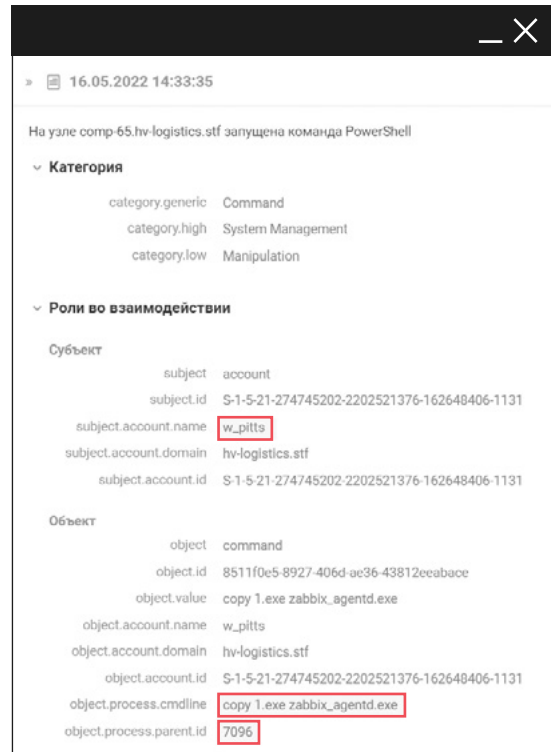 16.05.2022 14:33:35
На узле comp-65.hv-logistics.stf запущена команда PowerShell
Категория
category.generic Command
category.high System Management
category.low Manipulation
Роли во взаимодействии
Субъект
subject account
subject.id S-1-5-21-274745202-2202521376-162648406-1131
subject.account.name w_pitts
subject.account.domain hv-logistics.stf
subject.account.id S-1-5-21-274745202-2202521376-162648406-1131
Объект
object command
object.id 8511f0e5-8927-406d-ae36-43812eeabace
object.value copy 1.exe zabbix_agentd.exe
object.account.name w_pitts
object.account.domain hv-logistics.stf
object.account.id S-1-5-21-274745202-2202521376-162648406-1131
object.process.cmdline copy 1.exe zabbix_agentd.exe
object.process.parent.id 7096